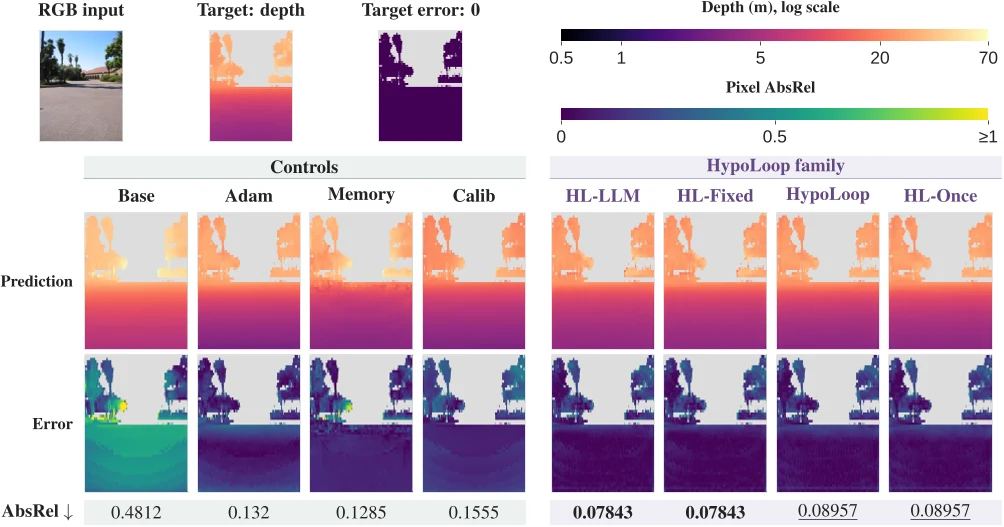 RGB input Target: depth Target error: 0 Depth (m), log scale
0.5 1 5 20 70
Pixel AbsRel
0 0.5 ≥1
Controls HypoLoop family
Base Adam Memory Calib HL-LLM HL-Fixed HypoLoop HL-Once
Prediction
Error
AbsRel ↓ 0.4812 0.132 0.1285 0.1555 0.07843 0.07843 0.08957 0.08957